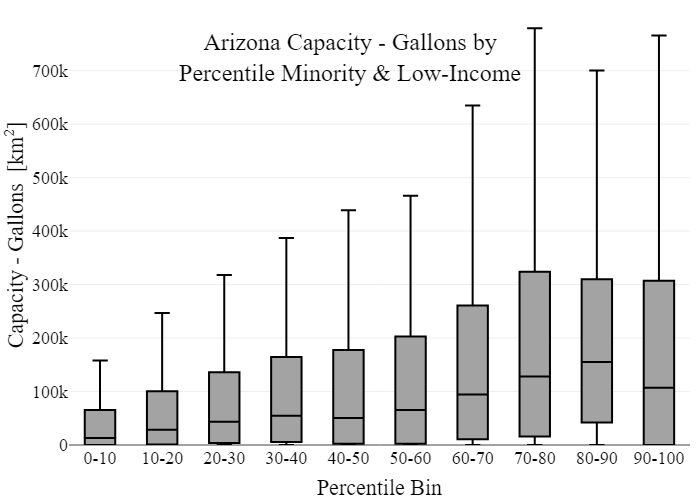 Arizona Capacity - Gallons by
Percentile Minority & Low-Income
Capacity - Gallons [km²]
700k
600k
500k
400k
300k
200k
100k
0
0-10 10-20 20-30 30-40 40-50 50-60 60-70 70-80 80-90 90-100
Percentile Bin